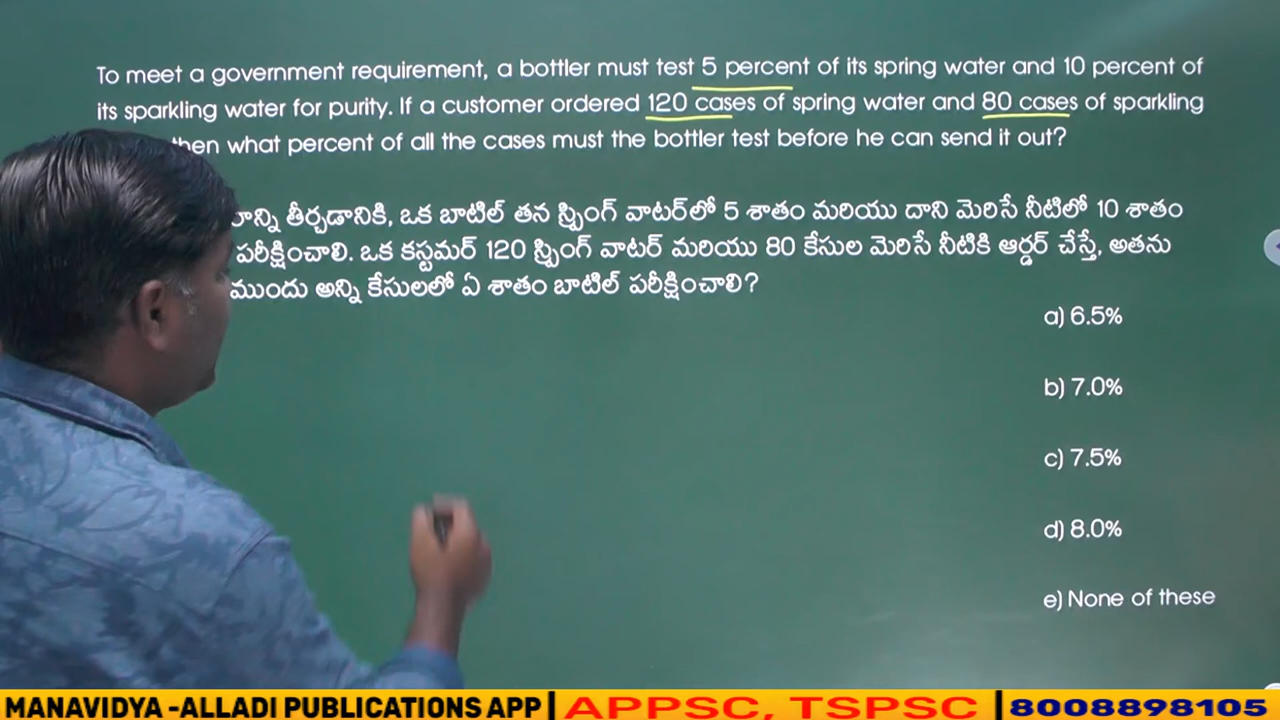 To meet a government requirement, a bottler must test 5 percent of its spring water and 10 percent of
its sparkling water for purity. If a customer ordered 120 cases of spring water and 80 cases of sparkling
then what percent of all the cases must the bottler test before he can send it out?
తీర్చడానికి, ఒక బాటిల్ తన స్ప్రింగ్ వాటర్‌లో 5 శాతం మరియు దాని మెరిసే నీటిలో 10 శాతం
పరీక్షించాలి. ఒక కస్టమర్ 120 స్ప్రింగ్ వాటర్ మరియు 80 కేసుల మెరిసే నీటికి ఆర్డర్ చేస్తే, అతను
ముందు అన్ని కేసులలో ఏ శాతం బాటిల్ పరీక్షించాలి?
a) 6.5%
b) 7.0%
c) 7.5%
d) 8.0%
e) None of these
MANAVIDYA -ALLADI PUBLICATIONS APP | APPSC, TSPSC | 8008898105